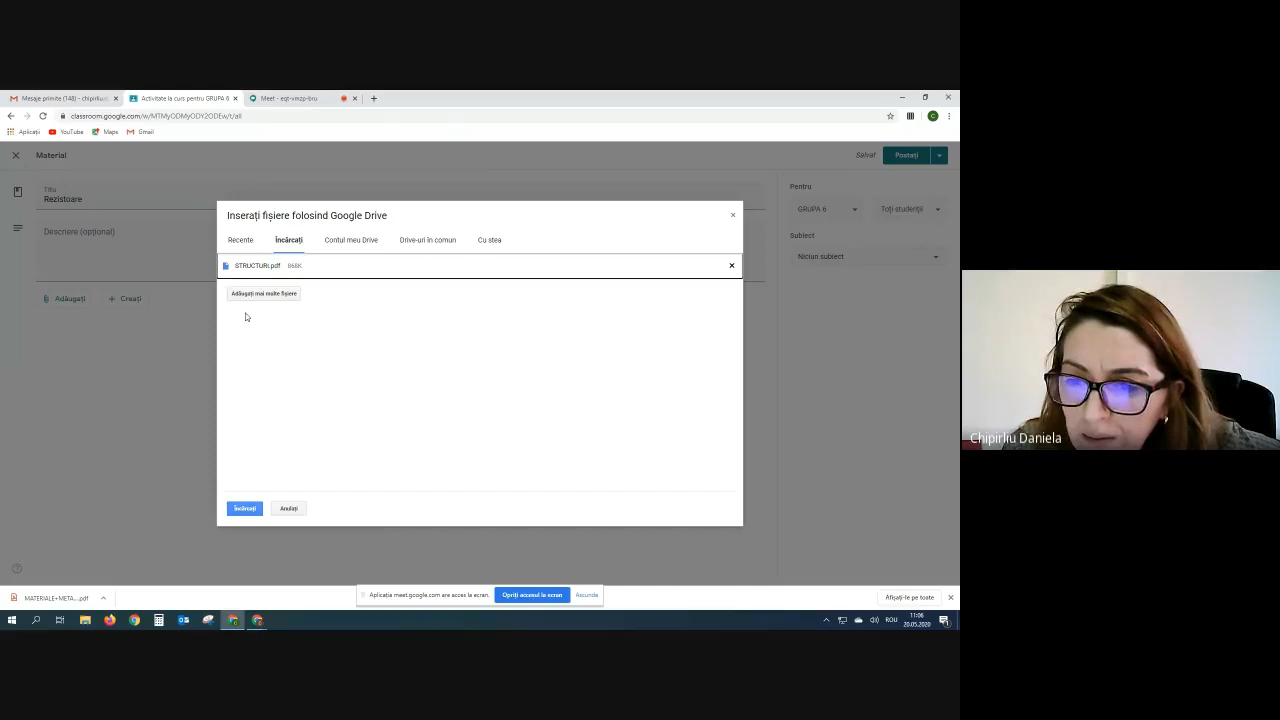 Mesaje primite (148) - chipirliu
Activitate la curs pentru GRUPA 6
Meet - eqt-vmzp-bru
classroom.google.com/w/MTMyODMyODY2ODEw/t/all
Aplicații YouTube Maps Gmail
Material
Salvat Postați
Titlu
Rezistoare
Descriere (opțional)
Adăugați Creați
Pentru
GRUPA 6 Toți studenții
Subiect
Niciun subiect
Inserați fișiere folosind Google Drive
Recente Încărcați Contul meu Drive Drive-uri în comun Cu stea
STRUCTURI.pdf 868K
Adăugați mai multe fișiere
Încărcați Anulați
Aplicația meet.google.com are acces la ecran. Opriți accesul la ecran Ascunde
MATERIALE+META....pdf
Afișați-le pe toate
ROU
11:06
20.05.2020
Chipirliu Daniela